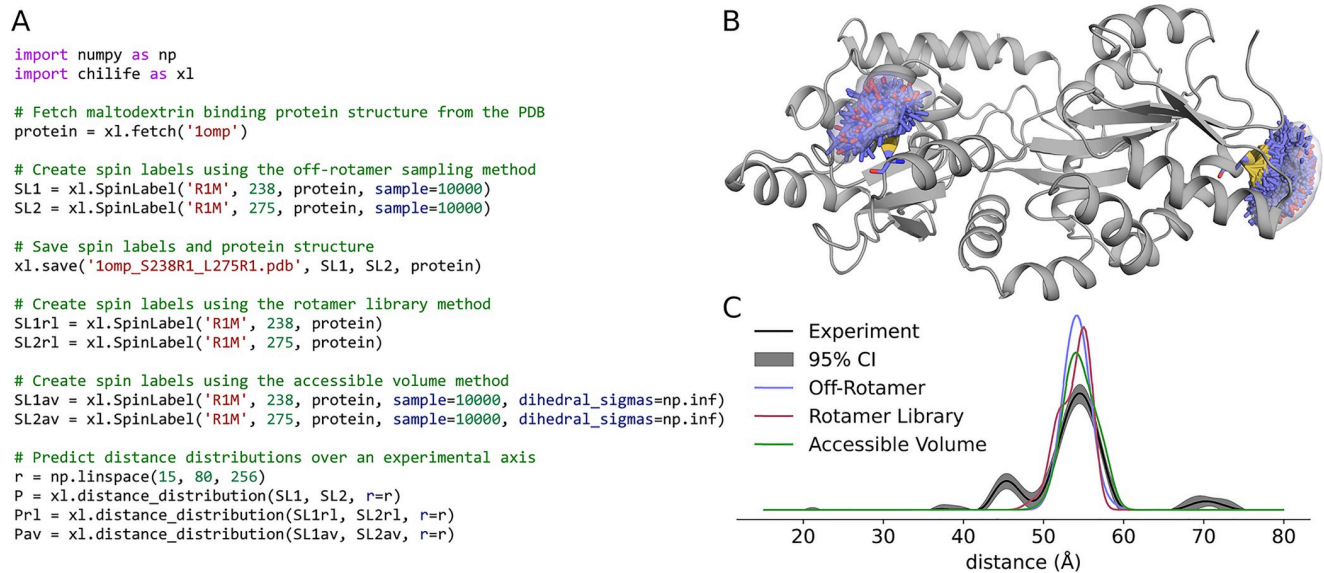 A
import numpy as np
import chilife as xl
# Fetch maltodextrin binding protein structure from the PDB
protein = xl.fetch('1omp')
# Create spin labels using the off-rotamer sampling method
SL1 = xl.SpinLabel('R1M', 238, protein, sample=10000)
SL2 = xl.SpinLabel('R1M', 275, protein, sample=10000)
# Save spin labels and protein structure
xl.save('1omp_S238R1_L275R1.pdb', SL1, SL2, protein)
# Create spin labels using the rotamer library method
SL1rl = xl.SpinLabel('R1M', 238, protein)
SL2rl = xl.SpinLabel('R1M', 275, protein)
# Create spin labels using the accessible volume method
SL1av = xl.SpinLabel('R1M', 238, protein, sample=10000, dihedral_sigmas=np.inf)
SL2av = xl.SpinLabel('R1M', 275, protein, sample=10000, dihedral_sigmas=np.inf)
# Predict distance distributions over an experimental axis
r = np.linspace(15, 80, 256)
P = xl.distance_distribution(SL1, SL2, r=r)
Prl = xl.distance_distribution(SL1rl, SL2rl, r=r)
Pav = xl.distance_distribution(SL1av, SL2av, r=r)
B
C
Experiment
95% CI
Off-Rotamer
Rotamer Library
Accessible Volume
20 30 40 50 60 70 80
distance (Å)